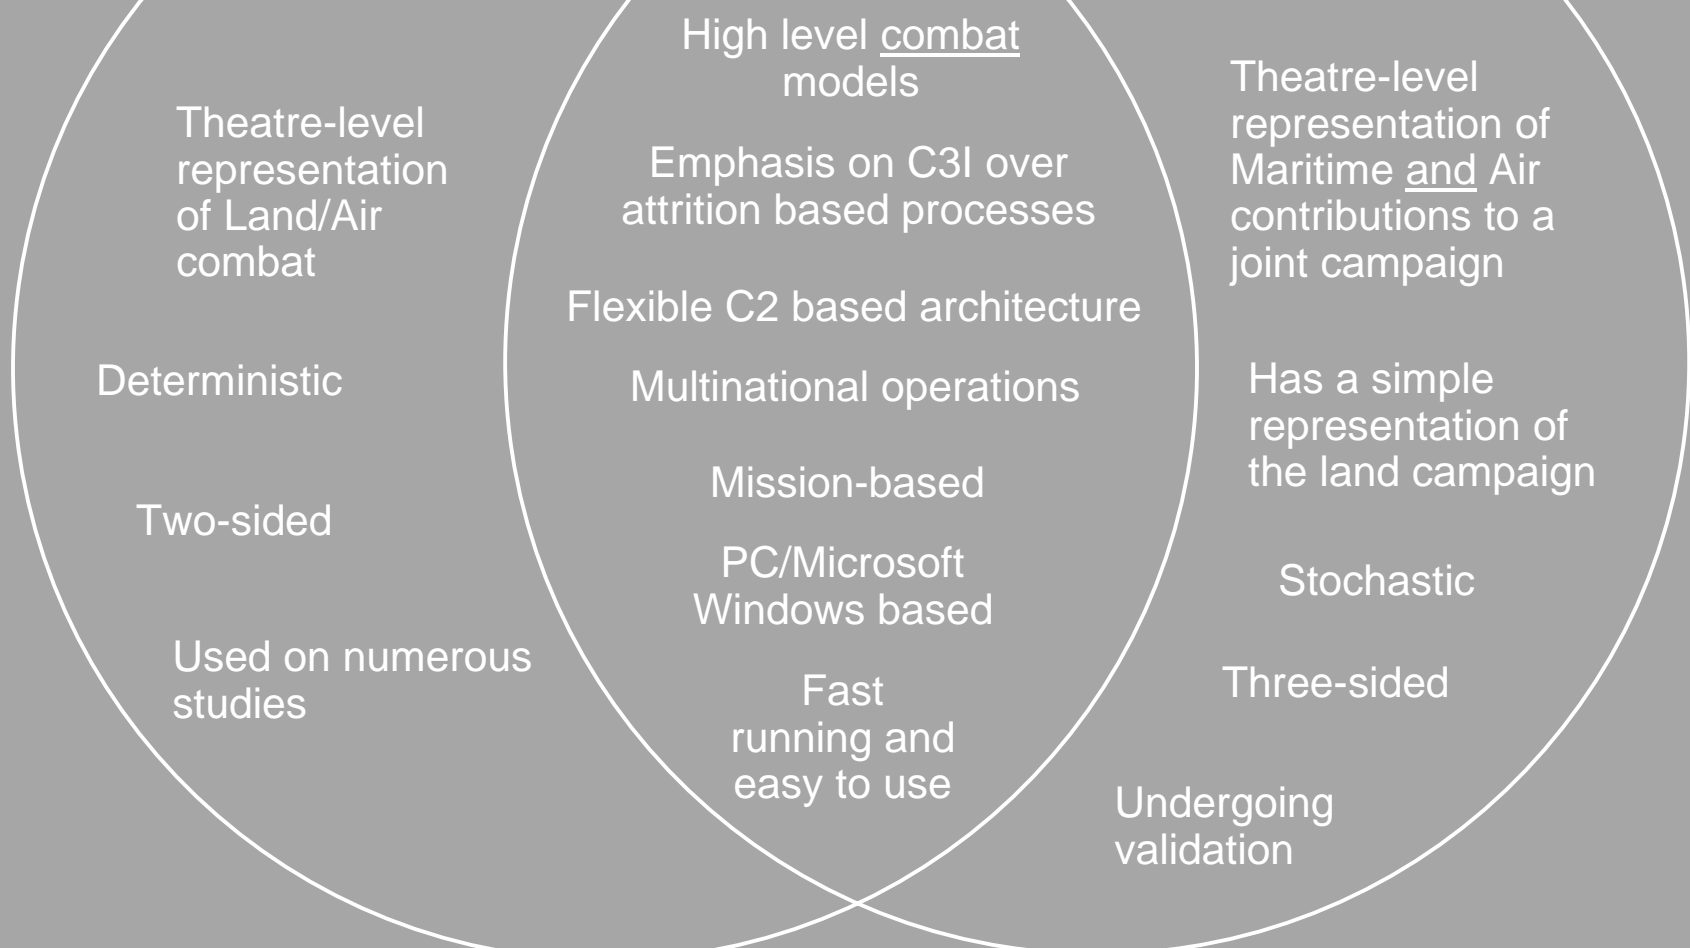 Theatre-level
representation
of Land/Air
combat
Deterministic
Two-sided
Used on numerous
studies
High level combat
models
Emphasis on C3I over
attrition based processes
Flexible C2 based architecture
Multinational operations
Mission-based
PC/Microsoft
Windows based
Fast
running and
easy to use
Theatre-level
representation of
Maritime and Air
contributions to a
joint campaign
Has a simple
representation of
the land campaign
Stochastic
Three-sided
Undergoing
validation